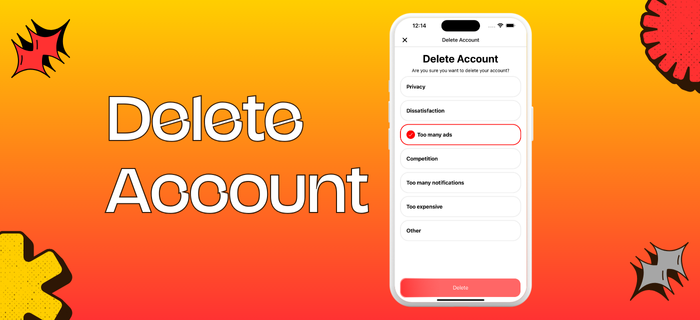 Delete
Account
12:14
Delete Account
Delete Account
Are you sure you want to delete your account?
Privacy
Dissatisfaction
Too many ads
Competition
Too many notifications
Too expensive
Other
Delete